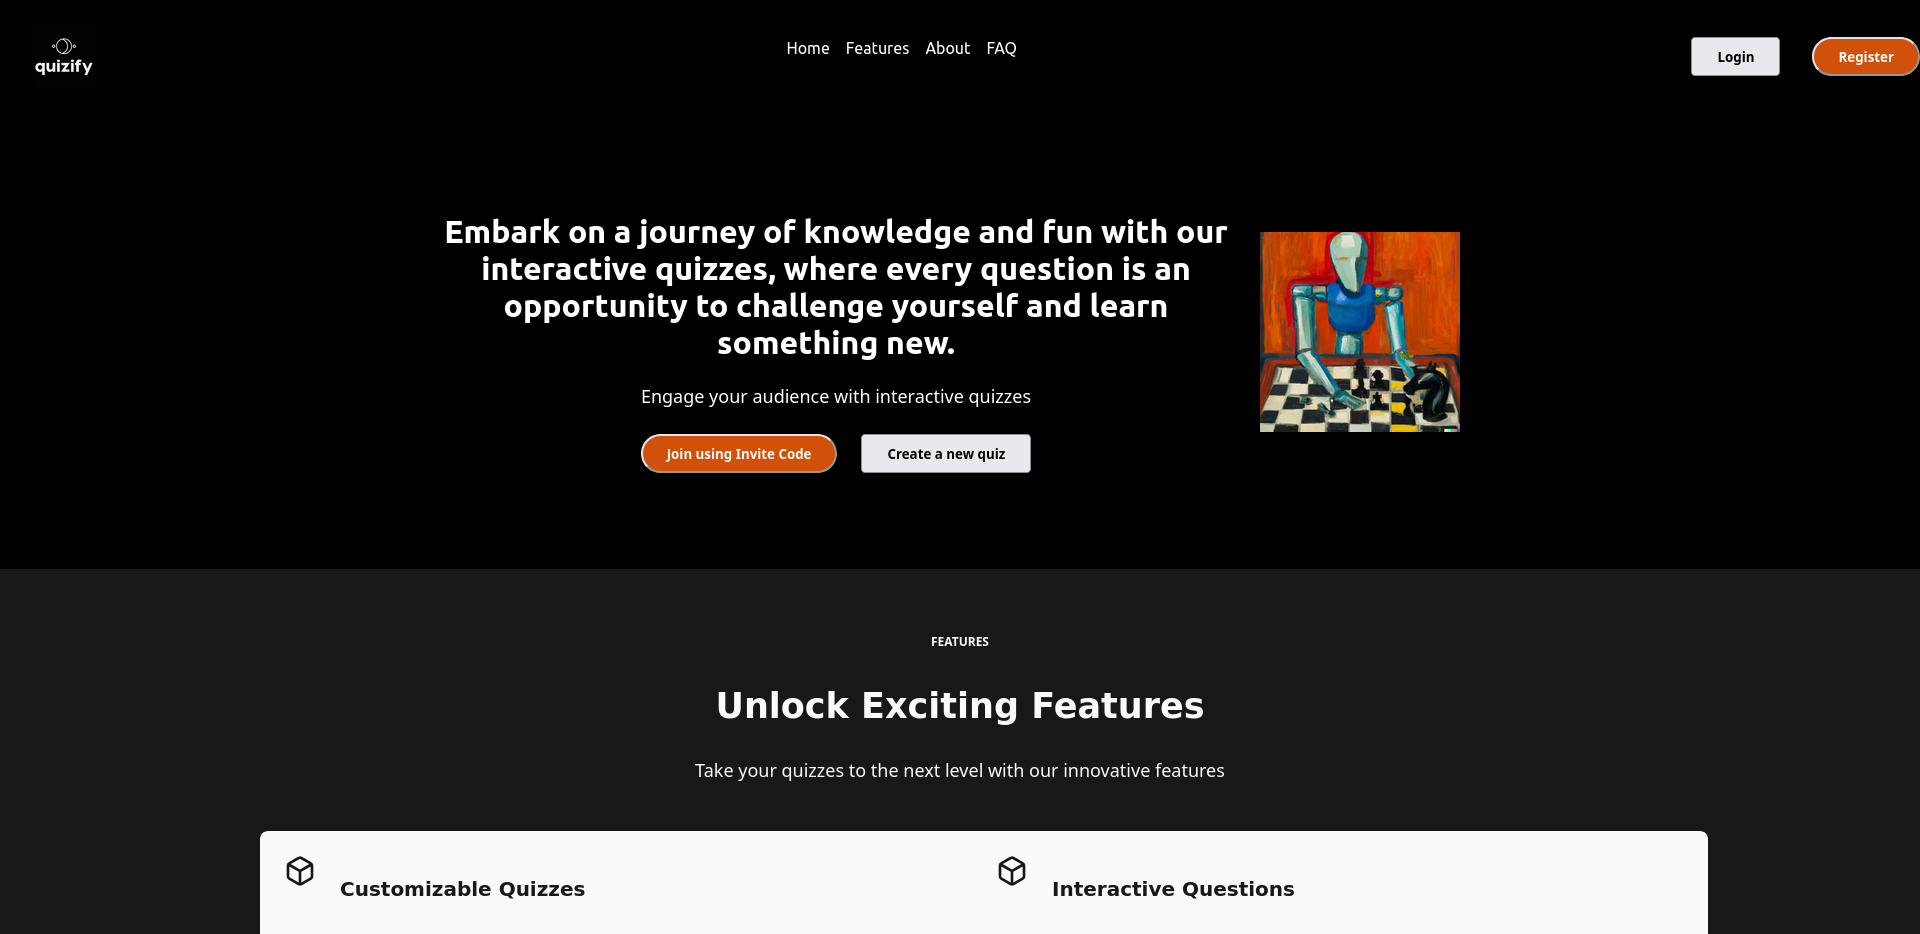 quizify
Home Features About FAQ
Login
Register
Embark on a journey of knowledge and fun with our
interactive quizzes, where every question is an
opportunity to challenge yourself and learn
something new.
Engage your audience with interactive quizzes
Join using Invite Code
Create a new quiz
FEATURES
Unlock Exciting Features
Take your quizzes to the next level with our innovative features
Customizable Quizzes
Interactive Questions